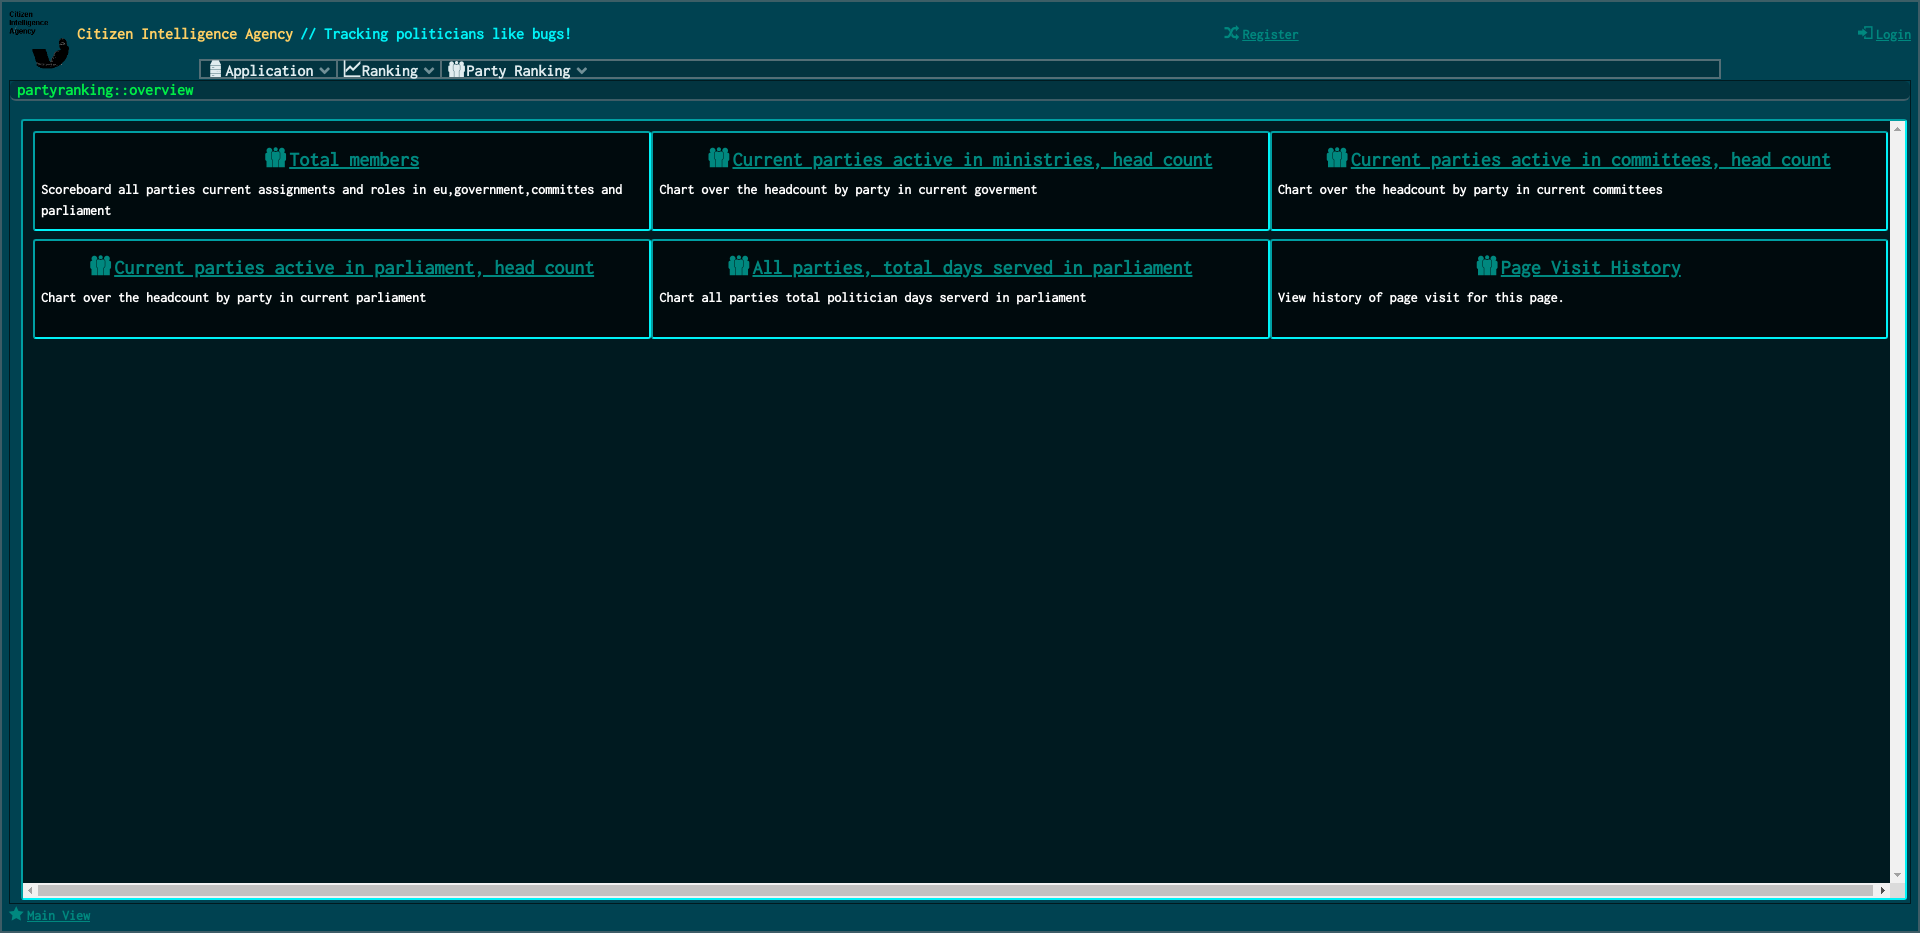 Citizen
Intelligence
Agency
Citizen Intelligence Agency // Tracking politicians like bugs!
Register
Login
Application
Ranking
Party Ranking
partyranking::overview
Total members
Scoreboard all parties current assignments and roles in eu,government,committes and
parliament
Current parties active in ministries, head count
Chart over the headcount by party in current goverment
Current parties active in committees, head count
Chart over the headcount by party in current committees
Current parties active in parliament, head count
Chart over the headcount by party in current parliament
All parties, total days served in parliament
Chart all parties total politician days serverd in parliament
Page Visit History
View history of page visit for this page.
Main View